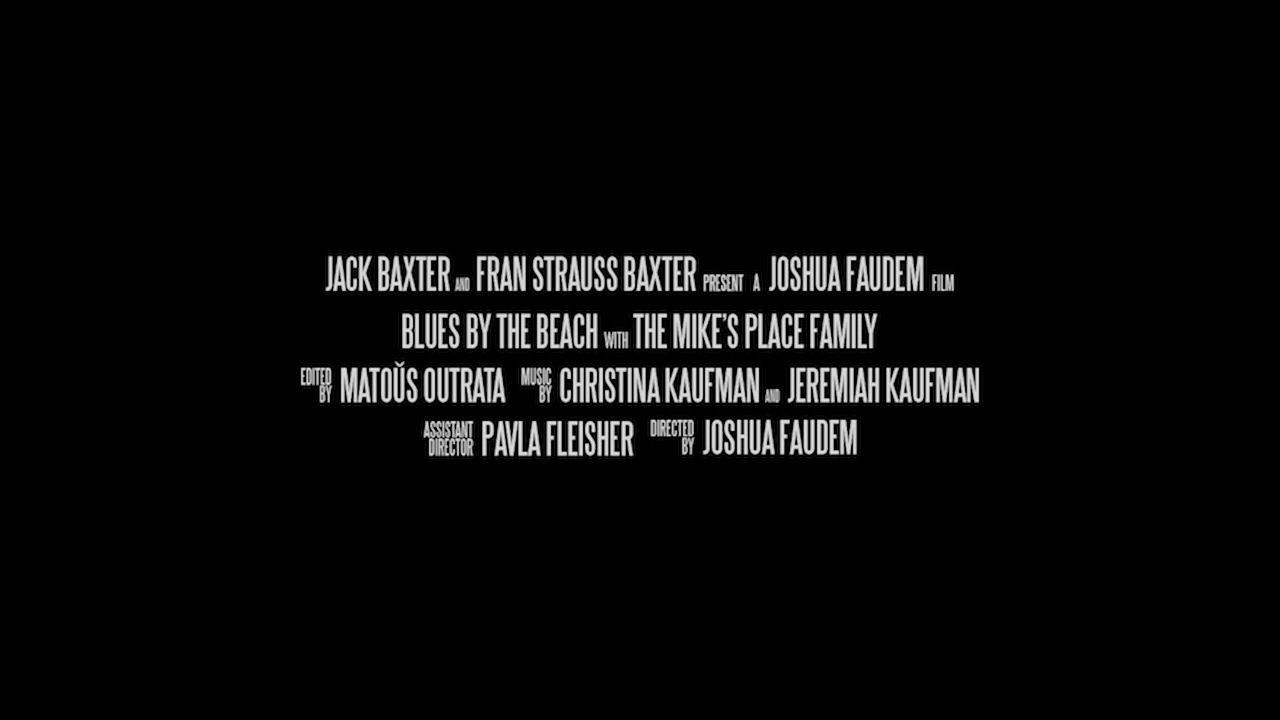 JACK BAXTER AND FRAN STRAUSS BAXTER PRESENT A JOSHUA FAUDEM FILM
BLUES BY THE BEACH WITH THE MIKE'S PLACE FAMILY
EDITED BY MATOŬS OUTRATA MUSIC BY CHRISTINA KAUFMAN AND JEREMIAH KAUFMAN
ASSISTANT DIRECTOR PAVLA FLEISHER DIRECTED BY JOSHUA FAUDEM